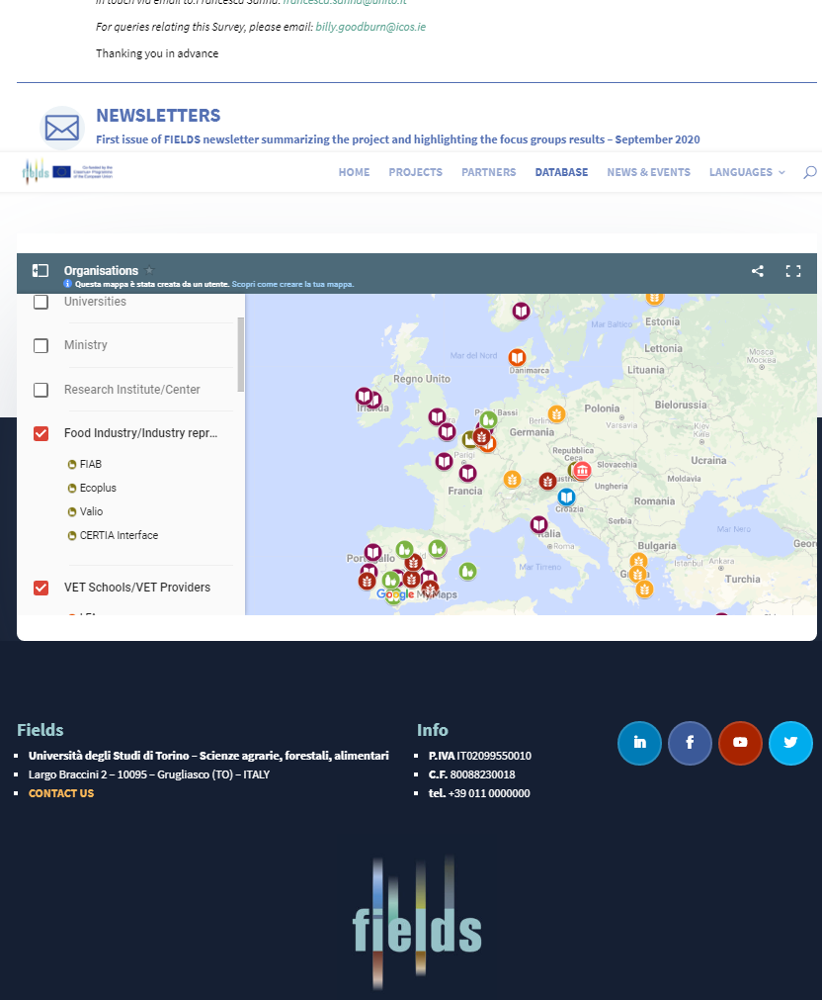 in touch via email to:Francesca Sanna: francesca.sanna@unito.it
For queries relating this Survey, please email: billy.goodburn@icos.ie
Thanking you in advance
NEWSLETTERS
First issue of FIELDS newsletter summarizing the project and highlighting the focus groups results – September 2020
fields
Co-funded by the
Erasmus+ Programme
of the European Union
HOME PROJECTS PARTNERS DATABASE NEWS & EVENTS LANGUAGES
Organisations
Questa mappa è stata creata da un utente. Scopri come creare la tua mappa.
Universities
Ministry
Research Institute/Center
Food Industry/Industry repr...
FIAB
Ecoplus
Valio
CERTIA Interface
VET Schools/VET Providers
Mar Baltico
Estonia
Lettonia
Москва
Moscova
Mar del Nord
Danimarca
Lituania
Regno Unito
Irlanda
Bielorussia
Polonia
Varsavia
Paesi Bassi
Berlino
Germania
Київ
Kiev
Parigi
Repubblica
Ceca
Slovacchia
Ucraina
Austria
Ungheria
Moldavia
Francia
Croazia
Romania
Serbia
Italia
Roma
Mar Nero
Bulgaria
Portogallo
Istanbul
Ankara
Mar Tirreno
Grecia
Turchia
Geor
Google My Maps
Fields
Università degli Studi di Torino – Scienze agrarie, forestali, alimentari
Largo Braccini 2 – 10095 – Grugliasco (TO) – ITALY
CONTACT US
Info
P.IVA IT02099550010
C.F. 80088230018
tel. +39 011 0000000
in
f
fields